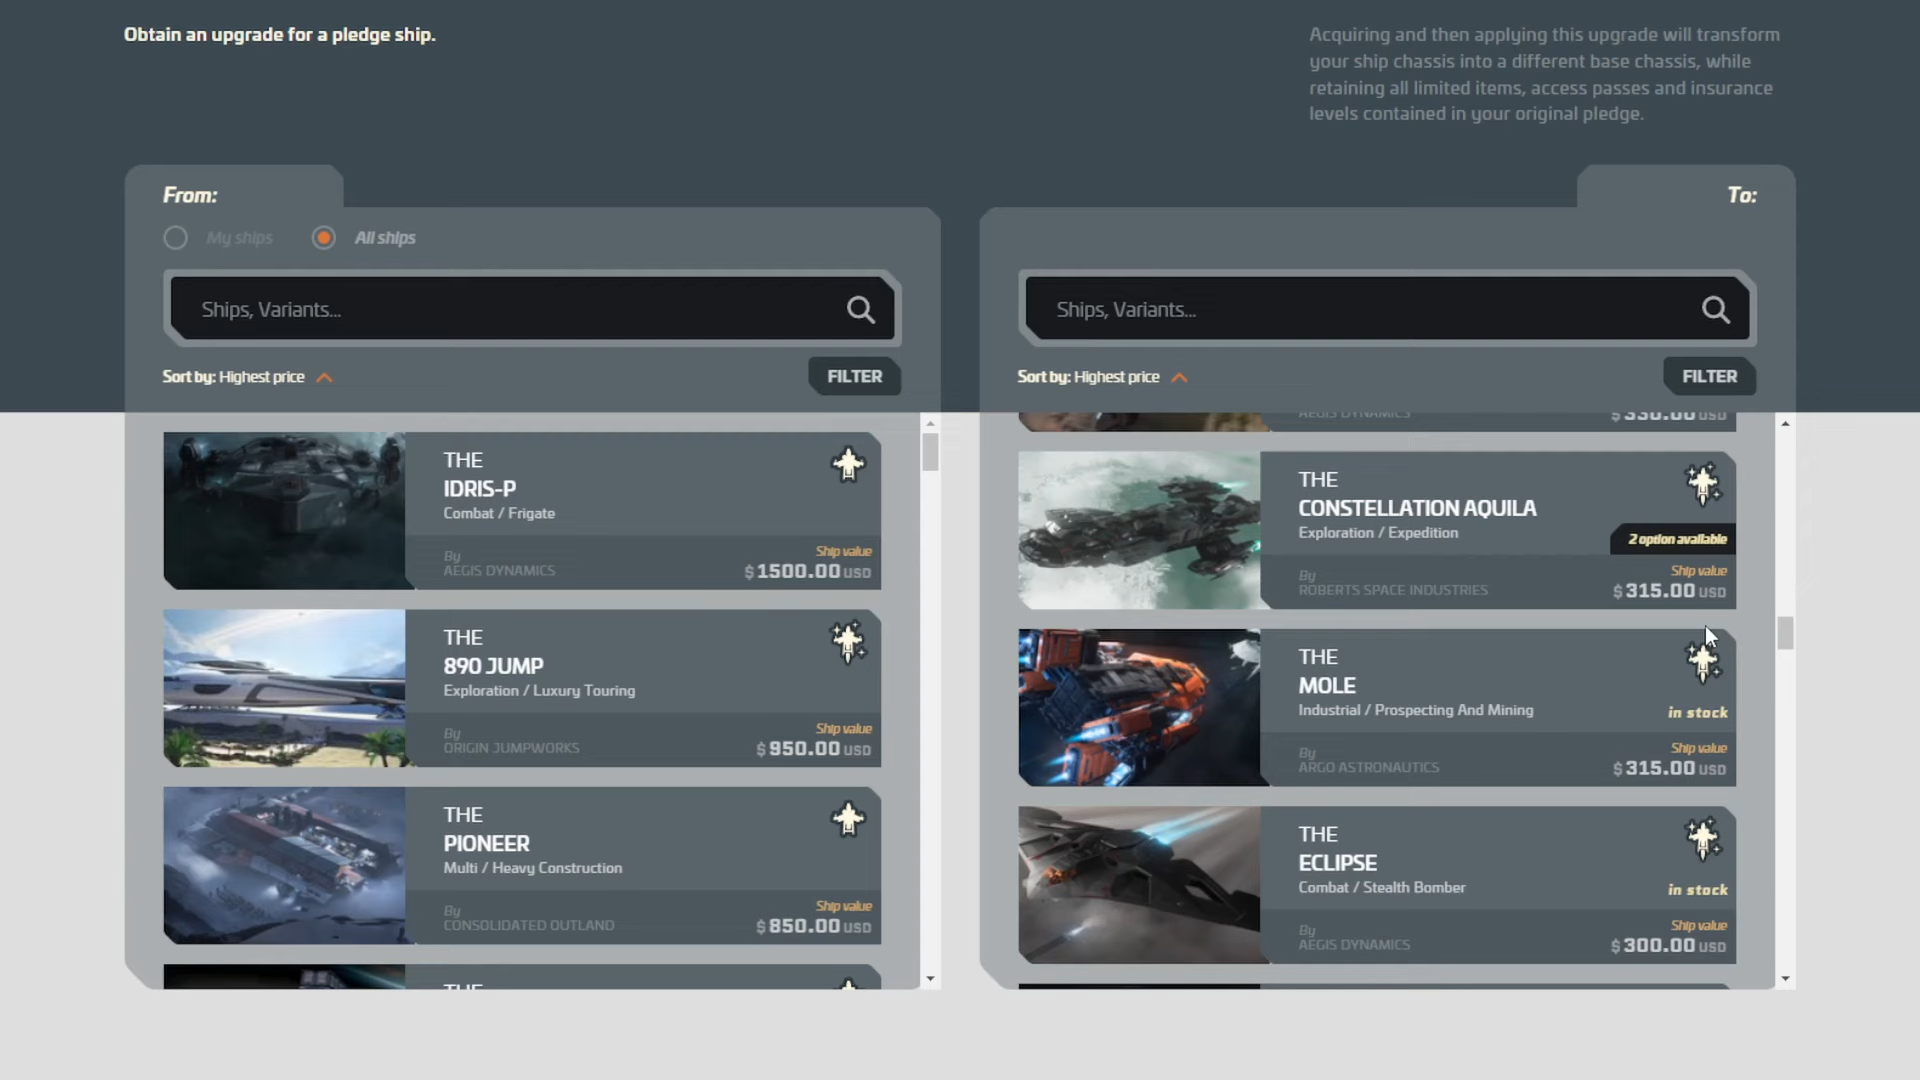 Obtain an upgrade for a pledge ship.
Acquiring and then applying this upgrade will transform
your ship chassis into a different base chassis, while
retaining all limited items, access passes and insurance
levels contained in your original pledge.
From:
My ships
All ships
Ships, Variants...
Sort by: Highest price
FILTER
THE
IDRIS-P
Combat / Frigate
By
AEGIS DYNAMICS
Ship value
$1500.00 USD
THE
890 JUMP
Exploration / Luxury Touring
By
ORIGIN JUMPWORKS
Ship value
$950.00 USD
THE
PIONEER
Multi / Heavy Construction
By
CONSOLIDATED OUTLAND
Ship value
$850.00 USD
THE
To:
Ships, Variants...
Sort by: Highest price
FILTER
AEGIS DYNAMICS
$330.00 USD
THE
CONSTELLATION AQUILA
Exploration / Expedition
2 option available
By
ROBERTS SPACE INDUSTRIES
Ship value
$315.00 USD
THE
MOLE
Industrial / Prospecting And Mining
in stock
By
ARGO ASTRONAUTICS
Ship value
$315.00 USD
THE
ECLIPSE
Combat / Stealth Bomber
in stock
By
AEGIS DYNAMICS
Ship value
$300.00 USD